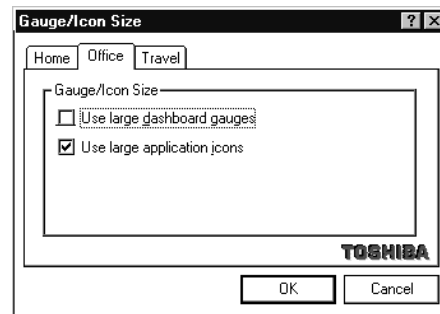 Gauge/Icon Size
Home Office Travel
Gauge/Icon Size
Use large dashboard gauges
Use large application icons
TOSHIBA
OK Cancel